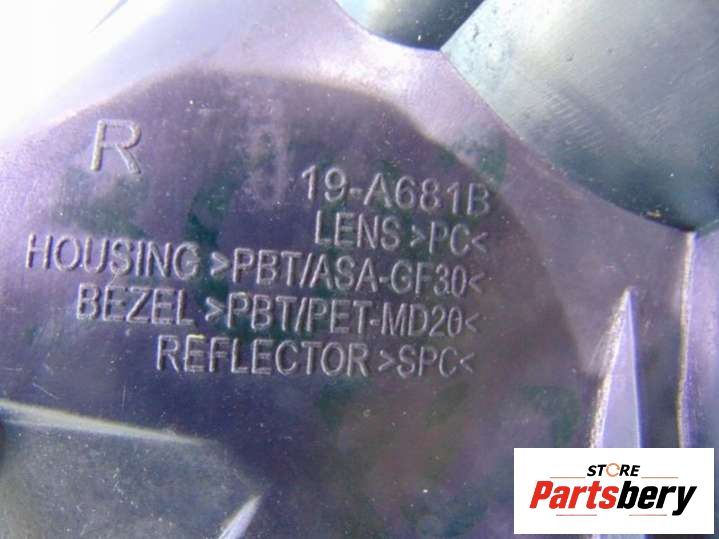 R
19-A681B
LENS >PC<
HOUSING >PBT/ASA-GF30<
BEZEL >PBT/PET-MD20<
REFLECTOR >SPC<
STORE
Partsbery